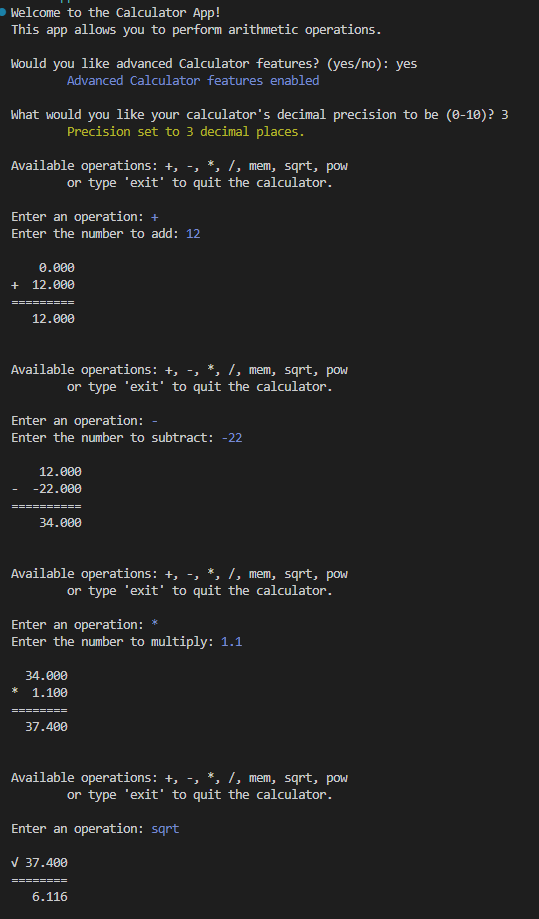 Welcome to the Calculator App!
This app allows you to perform arithmetic operations.

Would you like advanced Calculator features? (yes/no): yes
        Advanced Calculator features enabled

What would you like your calculator's decimal precision to be (0-10)? 3
        Precision set to 3 decimal places.

Available operations: +, -, *, /, mem, sqrt, pow
        or type 'exit' to quit the calculator.

Enter an operation: +
Enter the number to add: 12

    0.000
+  12.000
=========
   12.000

Available operations: +, -, *, /, mem, sqrt, pow
        or type 'exit' to quit the calculator.

Enter an operation: -
Enter the number to subtract: -22

    12.000
-  -22.000
==========
    34.000

Available operations: +, -, *, /, mem, sqrt, pow
        or type 'exit' to quit the calculator.

Enter an operation: *
Enter the number to multiply: 1.1

  34.000
*  1.100
========
  37.400

Available operations: +, -, *, /, mem, sqrt, pow
        or type 'exit' to quit the calculator.

Enter an operation: sqrt

√ 37.400
========
   6.116